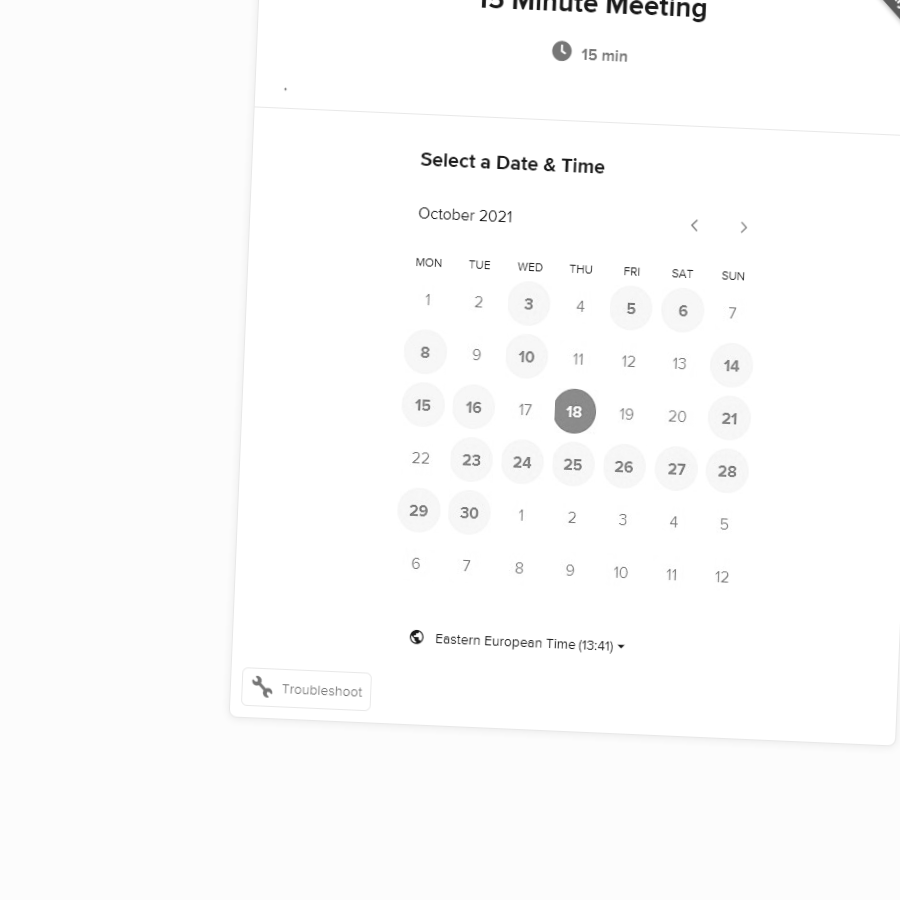 15 Minute Meeting
15 min
.
Select a Date & Time
October 2021
MON TUE WED THU FRI SAT SUN
1 2 3 4 5 6 7
8 9 10 11 12 13 14
15 16 17 18 19 20 21
22 23 24 25 26 27 28
29 30 1 2 3 4 5
6 7 8 9 10 11 12
Eastern European Time (13:41)
Troubleshoot